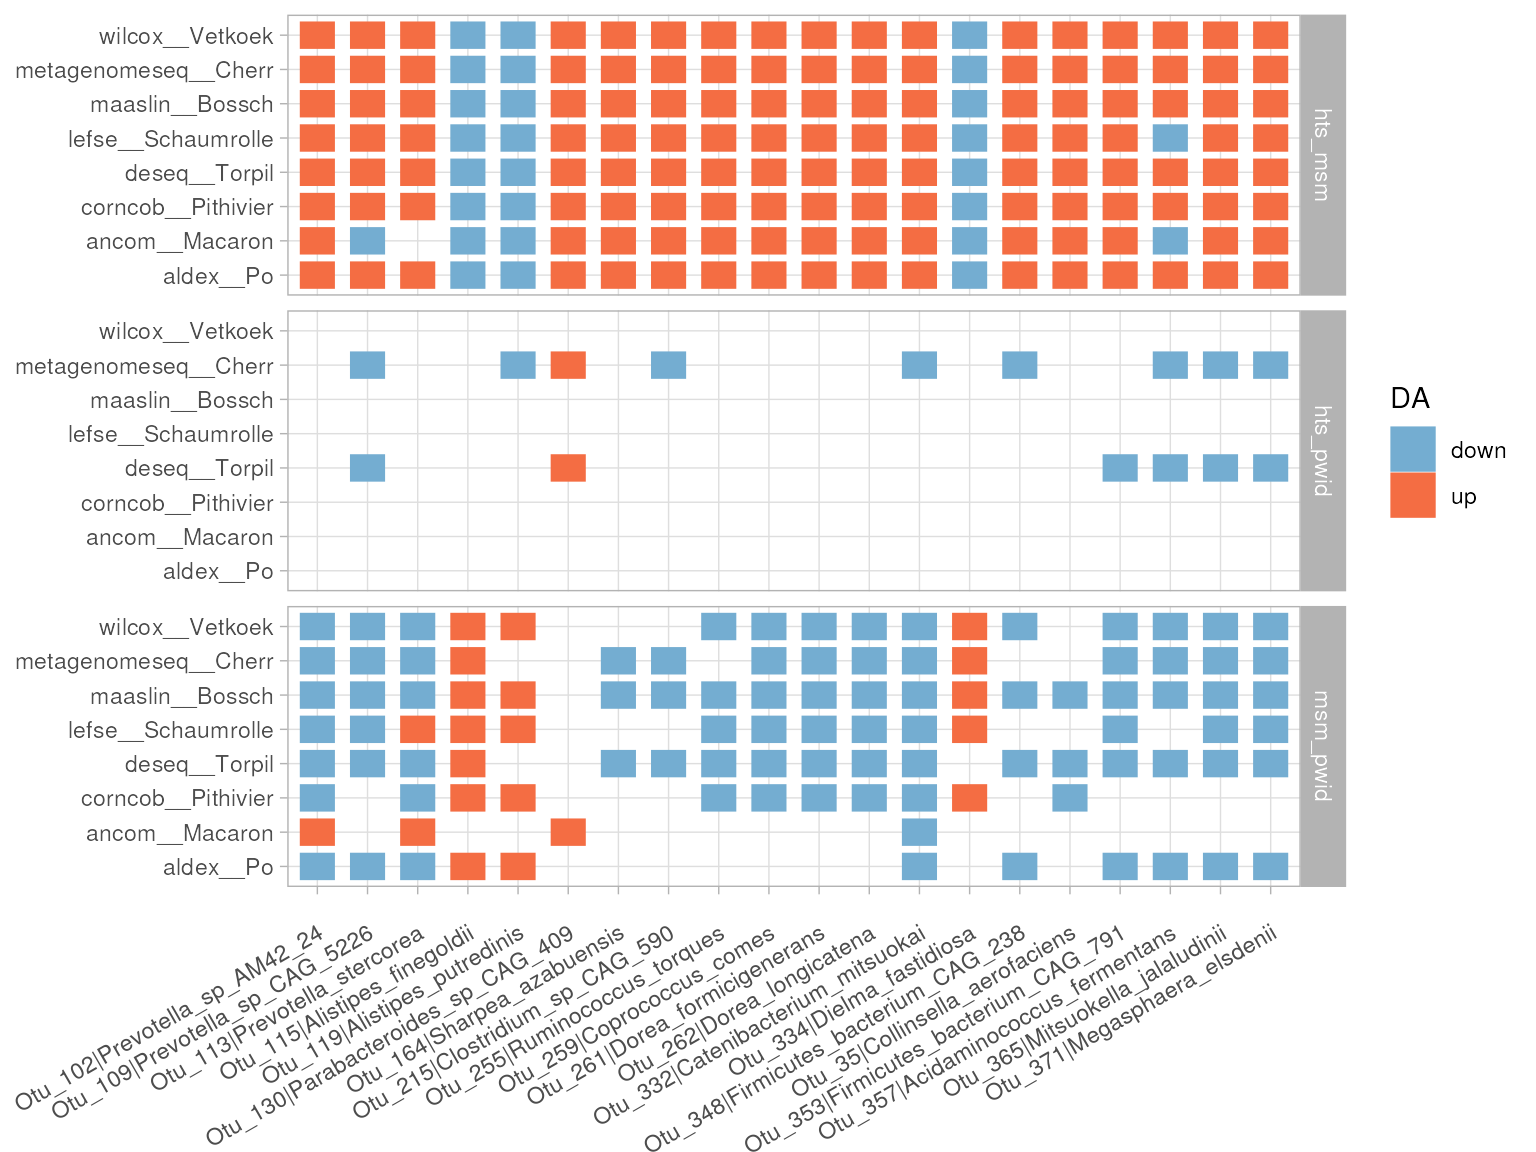 wilcox__Vetkoek
metagenomeseq__Cherr
maaslin__Bossch
lefse__Schaumrolle
deseq__Torpil
corncob__Pithivier
ancom__Macaron
aldex__Po
hts_msm
wilcox__Vetkoek
metagenomeseq__Cherr
maaslin__Bossch
lefse__Schaumrolle
deseq__Torpil
corncob__Pithivier
ancom__Macaron
aldex__Po
hts_pwid
wilcox__Vetkoek
metagenomeseq__Cherr
maaslin__Bossch
lefse__Schaumrolle
deseq__Torpil
corncob__Pithivier
ancom__Macaron
aldex__Po
msm_pwid
Otu_102|Prevotella_sp_AM42_24
Otu_109|Prevotella_sp_CAG_5226
Otu_113|Prevotella_stercorea
Otu_115|Alistipes_finegoldii
Otu_119|Alistipes_putredinis
Otu_130|Parabacteroides_sp_CAG_409
Otu_164|Sharpea_azabuensis
Otu_215|Clostridium_sp_CAG_590
Otu_255|Ruminococcus_torques
Otu_259|Coprococcus_comes
Otu_261|Dorea_formicigenerans
Otu_262|Dorea_longicatena
Otu_332|Catenibacterium_mitsuokai
Otu_334|Dielma_fastidiosa
Otu_348|Firmicutes_bacterium_CAG_238
Otu_35|Collinsella_aerofaciens
Otu_353|Firmicutes_bacterium_CAG_791
Otu_357|Acidaminococcus_fermentans
Otu_365|Mitsuokella_jalaludinii
Otu_371|Megasphaera_elsdenii
DA
down
up